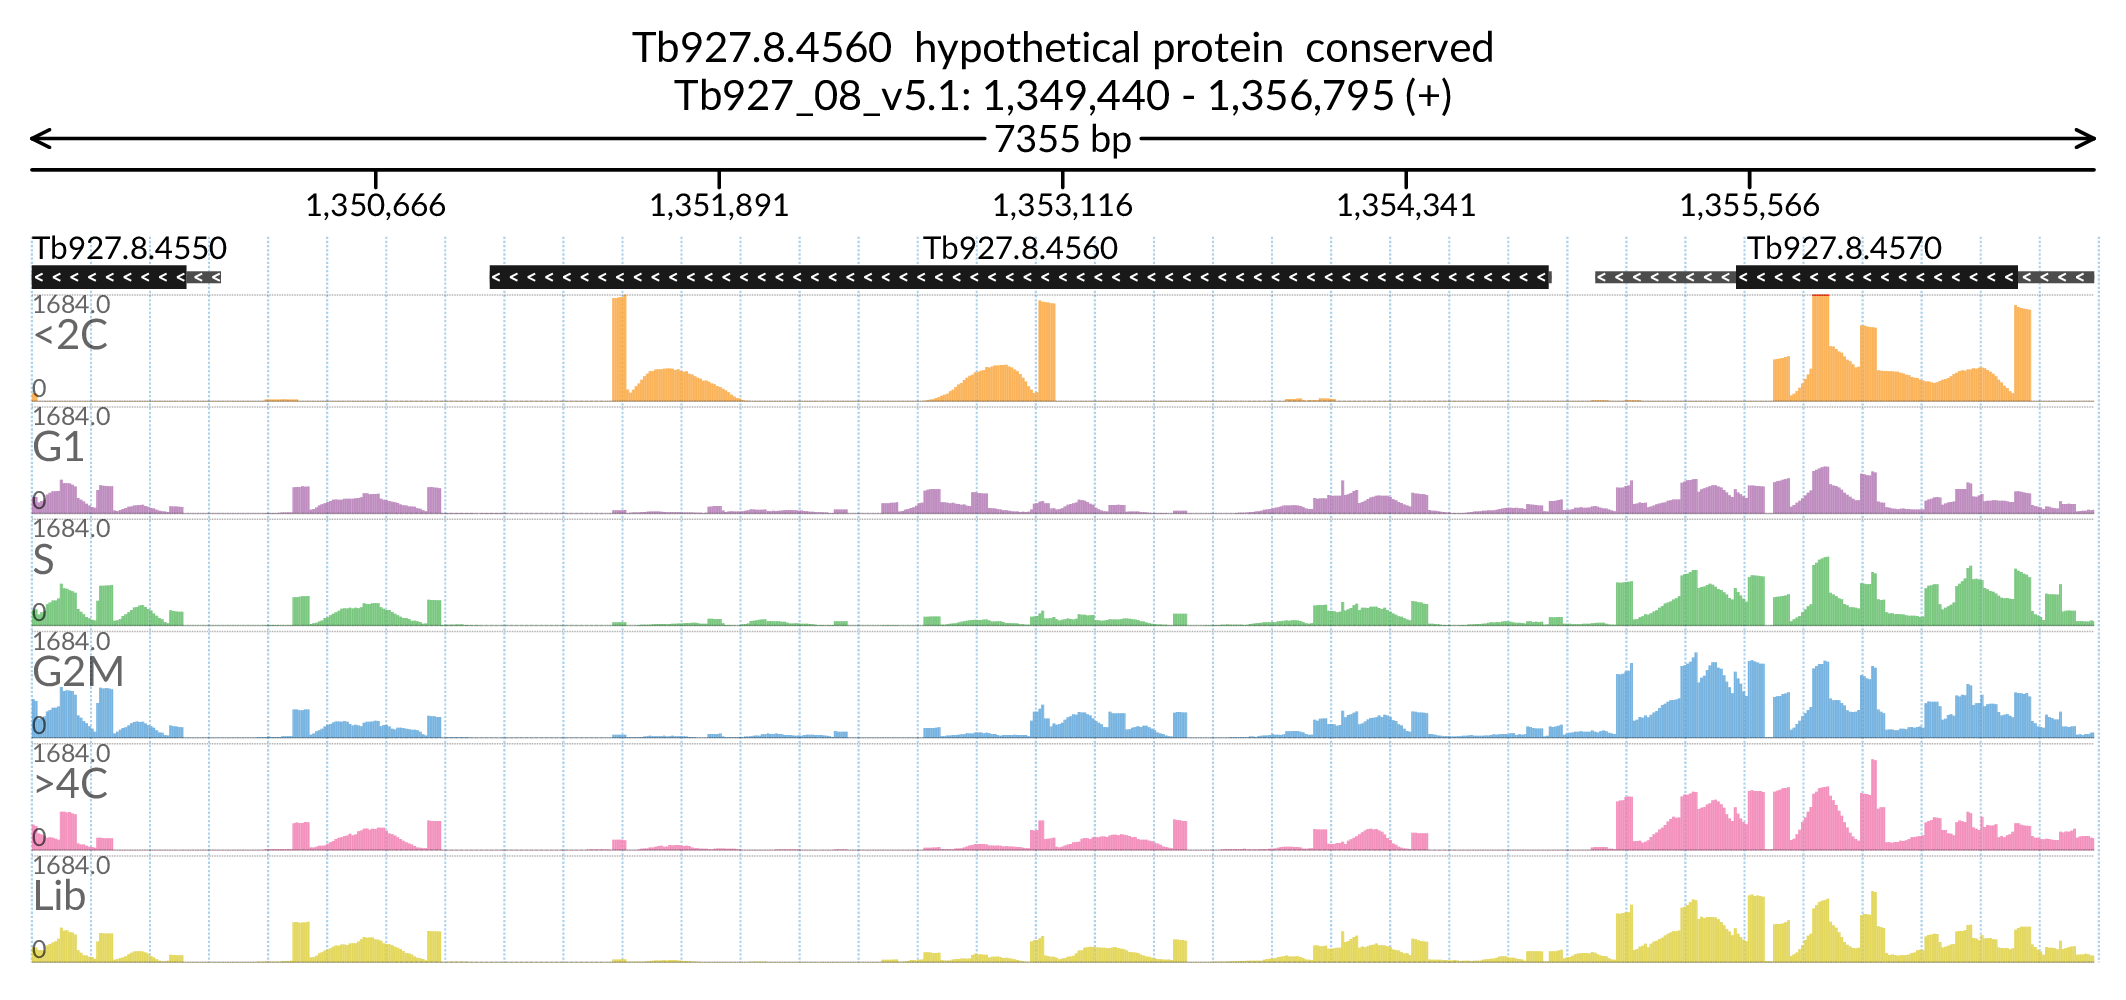 Tb927.8.4560 hypothetical protein conserved
Tb927_08_v5.1: 1,349,440 - 1,356,795 (+)
7355 bp
1,350,666 1,351,891 1,353,116 1,354,341 1,355,566
Tb927.8.4550 Tb927.8.4560 Tb927.8.4570
1684.0
<2C
0
1684.0
G1
0
1684.0
S
0
1684.0
G2M
0
1684.0
>4C
0
1684.0
Lib
0